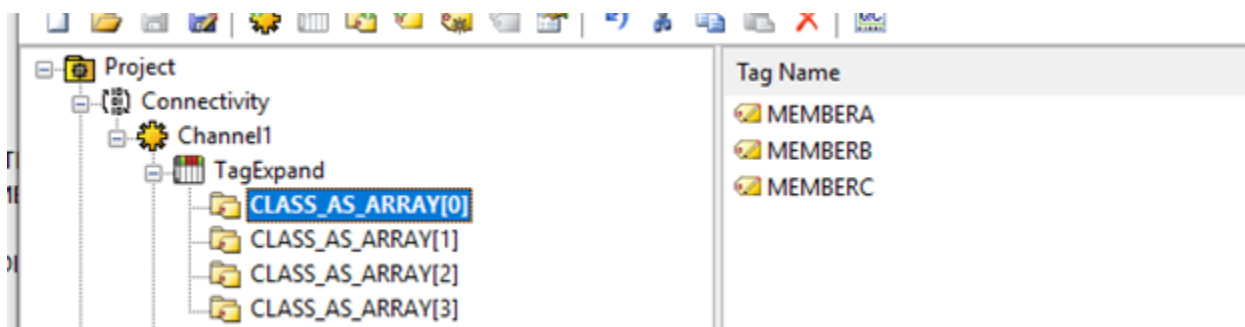 Project
Connectivity
Channel1
TagExpand
CLASS_AS_ARRAY[0]
CLASS_AS_ARRAY[1]
CLASS_AS_ARRAY[2]
CLASS_AS_ARRAY[3]
Tag Name
MEMBERA
MEMBERB
MEMBERC